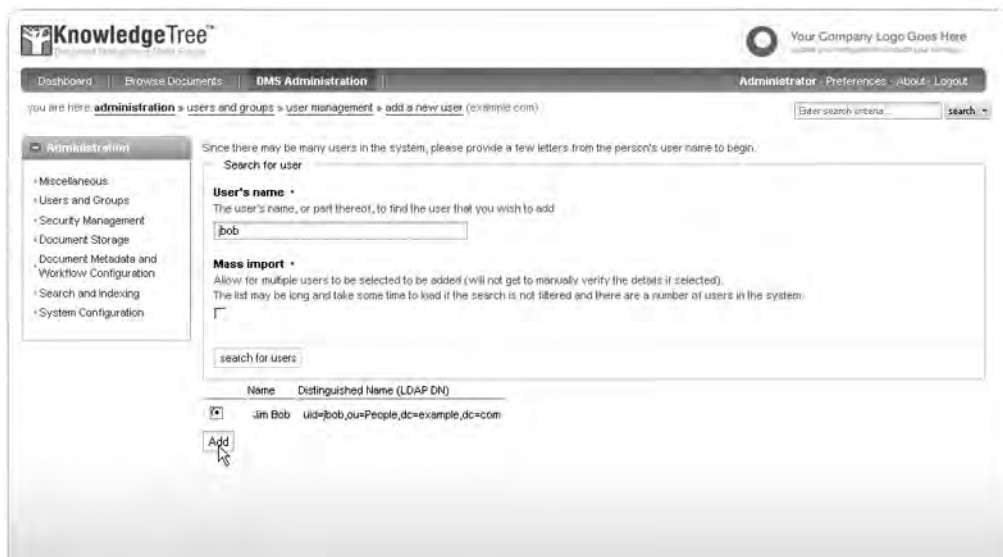 KnowledgeTree™
Your Company Logo Goes Here
Dashboard Browse Documents DMS Administration
Administrator · Preferences · About · Logout
you are here: administration » users and groups » user management » add a new user (example com)
Enter search criteria... search
Administration
Miscellaneous
Users and Groups
Security Management
Document Storage
Document Metadata and
Workflow Configuration
Search and Indexing
System Configuration
Since there may be many users in the system, please provide a few letters from the person's user name to begin.
Search for user
User's name
The user's name, or part thereof, to find the user that you wish to add
jbob
Mass import
Allow for multiple users to be selected to be added (will not get to manually verify the details if selected).
The list may be long and take some time to load if the search is not filtered and there are a number of users in the system.
search for users
Name Distinguished Name (LDAP DN)
Jim Bob uid=jbob,ou=People,dc=example,dc=com
Add